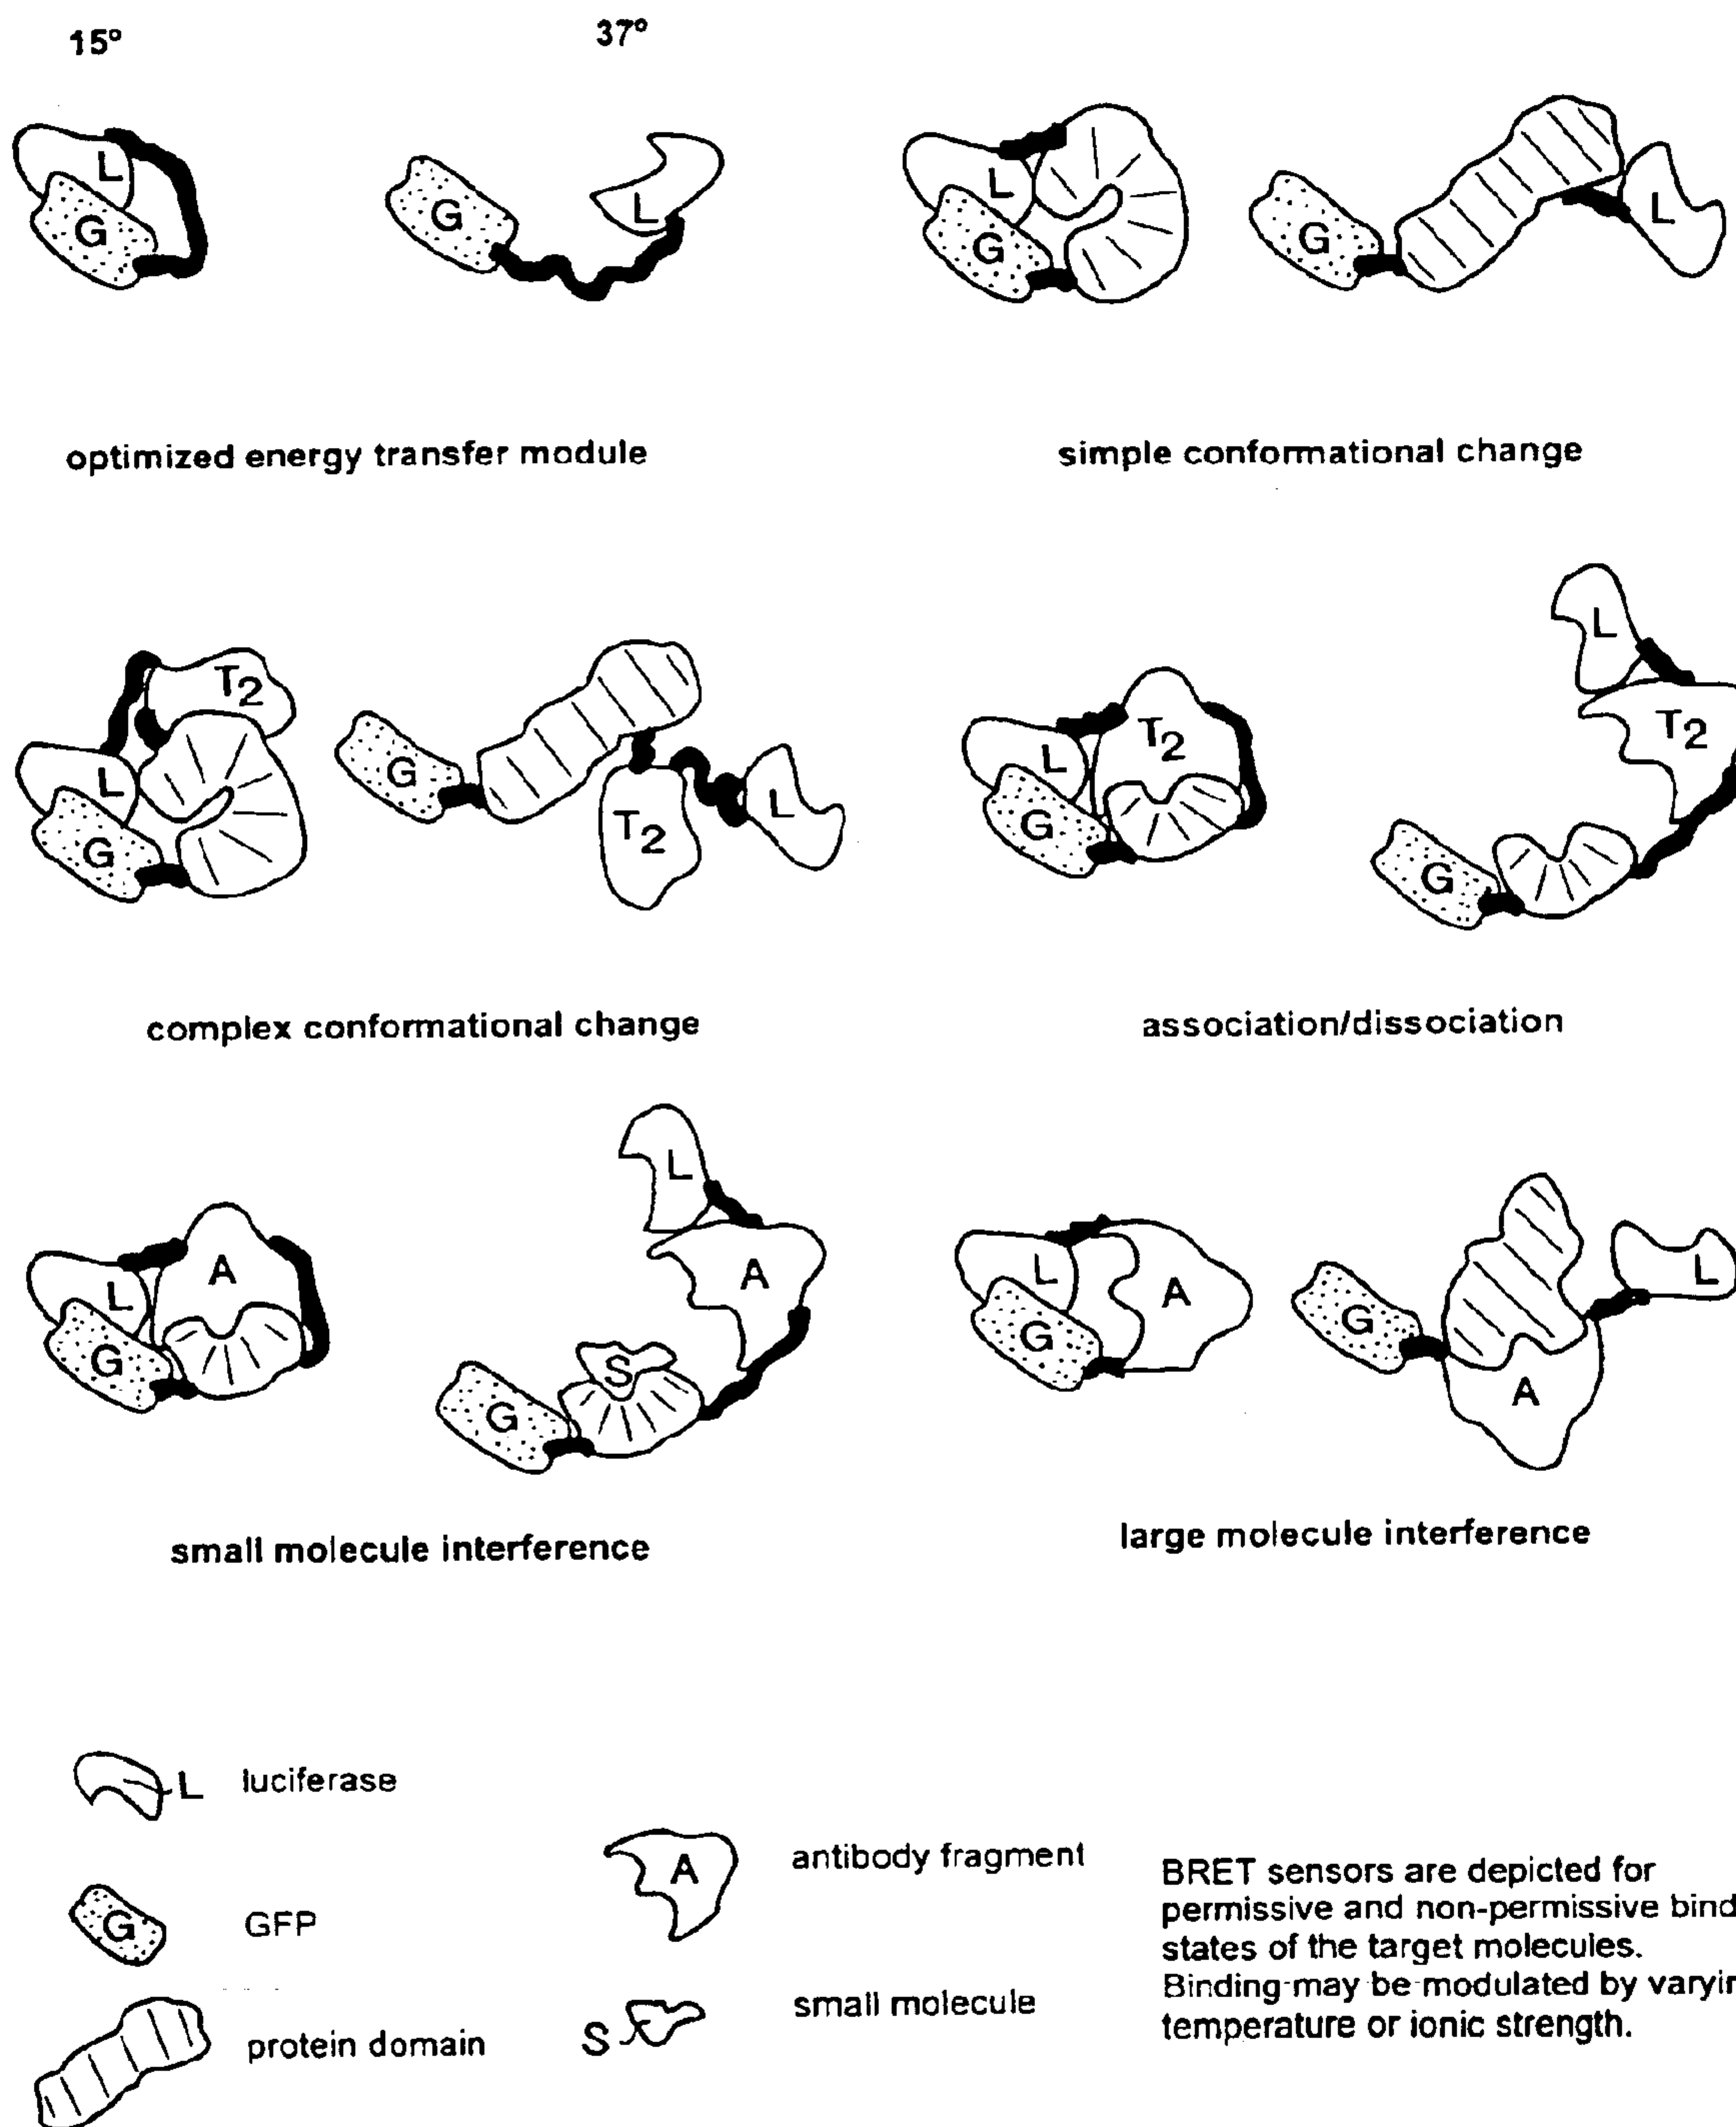 15°
37°
L
G
G
L
L
G
G
L
optimized energy transfer module
simple conformational change
T2
L
G
G
T2
L
T2
L
G
L
T2
G
complex conformational change
association/dissociation
A
L
G
L
A
S
G
L
A
G
G
L
A
small molecule interference
large molecule interference
L luciferase
G GFP
protein domain
A antibody fragment
S small molecule
BRET sensors are depicted for
permissive and non-permissive bind
states of the target molecules.
Binding may be modulated by varyin
temperature or ionic strength.